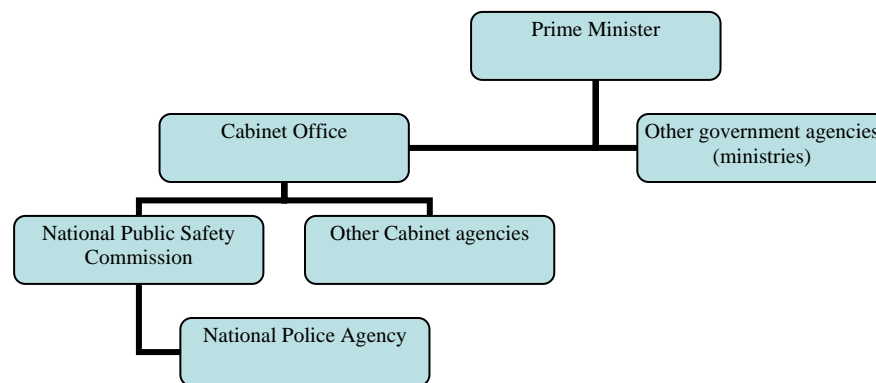 Prime Minister
Cabinet Office
Other government agencies
(ministries)
National Public Safety
Commission
Other Cabinet agencies
National Police Agency